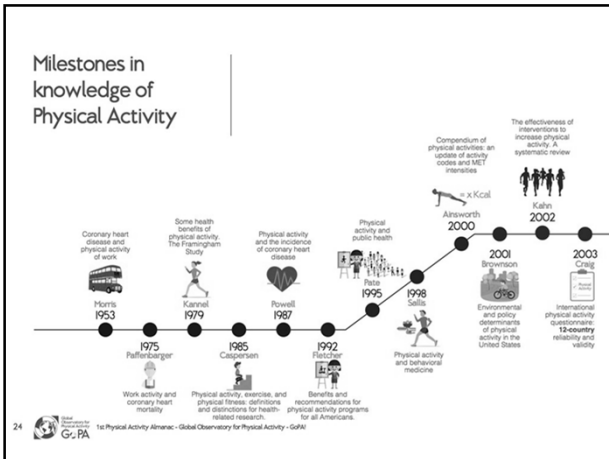 Milestones in
knowledge of
Physical Activity
Coronary heart
disease and
physical activity
of work
Morris
1953
1975
Paffenbarger
Work activity and
coronary heart
mortality
Some health
benefits of
physical activity.
The Framingham
Study
Kannel
1979
1985
Caspersen
Physical activity, exercise, and
physical fitness: definitions
and distinctions for health-
related research.
Physical activity
and the incidence
of coronary heart
disease
Powell
1987
1992
Fletcher
Benefits and
recommendations for
physical activity programs
for all Americans.
Physical
activity and
public health
Pate
1995
1998
Sallis
Physical activity
and behavioral
medicine
Compendium of
physical activities: an
update of activity
codes and MET
intensities
= x Kcal
Ainsworth
2000
2001
Brownson
Environmental
and policy
determinants
of physical
activity in the
United States
The effectiveness of
interventions to
increase physical
activity. A
systematic review
Kahn
2002
2003
Craig
Physical
Activity
International
physical activity
questionnaire:
12-country
reliability and
validity
24
Global
Observatory for
Physical Activity
GoPA!
1st Physical Activity Almanac - Global Observatory for Physical Activity - GoPA!